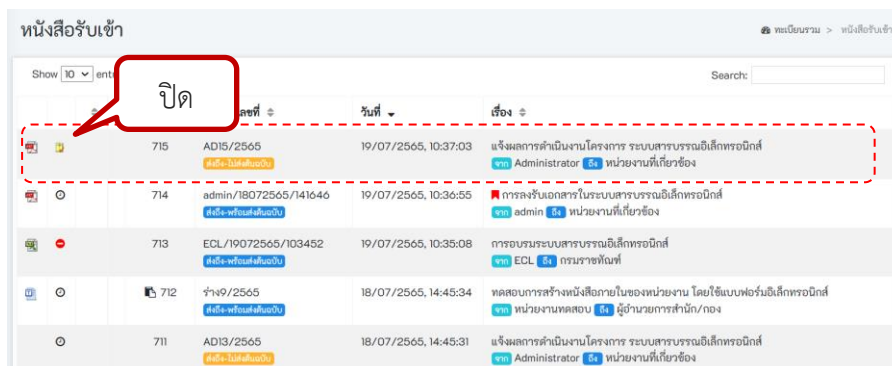 หนังสือรับเข้า
ทะเบียนรวม > หนังสือรับเข้า
Show 10 entr
Search:
ปิด
ลขที่ วันที่ เรื่อง
715 AD15/2565 19/07/2565, 10:37:03 แจ้งผลการดำเนินงานโครงการ ระบบสารบรรณอิเล็กทรอนิกส์
ส่งถึง-ไม่ส่งต้นฉบับ จาก Administrator ถึง หน่วยงานที่เกี่ยวข้อง
714 admin/18072565/141646 19/07/2565, 10:36:55 การลงรับเอกสารในระบบสารบรรณอิเล็กทรอนิกส์
ส่งถึง-พร้อมส่งต้นฉบับ จาก admin ถึง หน่วยงานที่เกี่ยวข้อง
713 ECL/19072565/103452 19/07/2565, 10:35:08 การอบรมระบบสารบรรณอิเล็กทรอนิกส์
ส่งถึง-พร้อมส่งต้นฉบับ จาก ECL ถึง กรมราชทัณฑ์
712 ร่าง9/2565 18/07/2565, 14:45:34 ทดสอบการสร้างหนังสือภายในของหน่วยงาน โดยใช้แบบฟอร์มอิเล็กทรอนิกส์
ส่งถึง-พร้อมส่งต้นฉบับ จาก หน่วยงานทดสอบ ถึง ผู้อำนวยการสำนัก/กอง
711 AD13/2565 18/07/2565, 14:45:31 แจ้งผลการดำเนินงานโครงการ ระบบสารบรรณอิเล็กทรอนิกส์
ส่งถึง-ไม่ส่งต้นฉบับ จาก Administrator ถึง หน่วยงานที่เกี่ยวข้อง